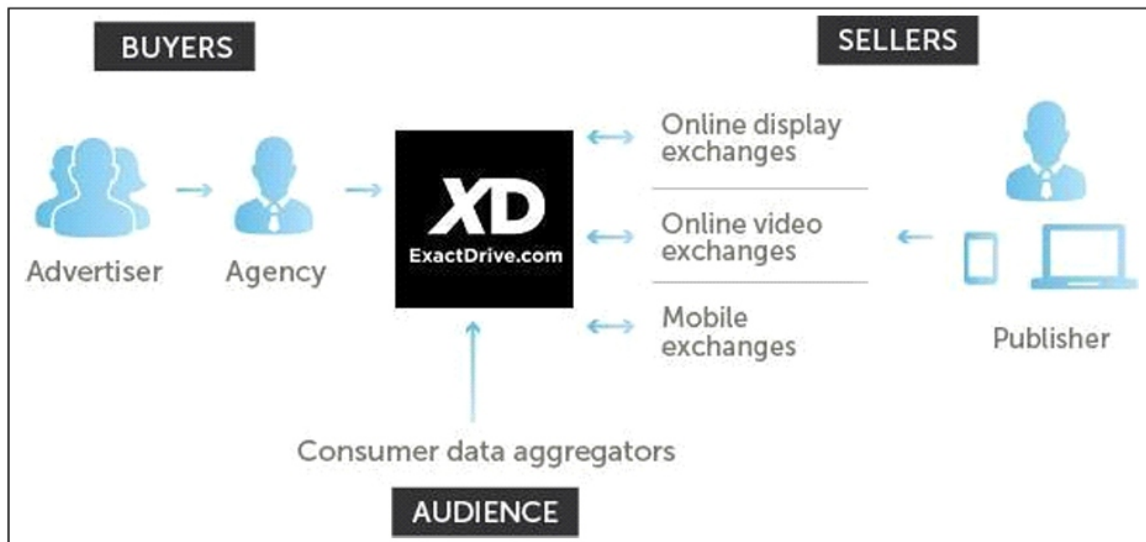 BUYERS
SELLERS
Online display
exchanges
XD
ExactDrive.com
Online video
exchanges
Advertiser
Agency
Mobile
exchanges
Publisher
Consumer data aggregators
AUDIENCE